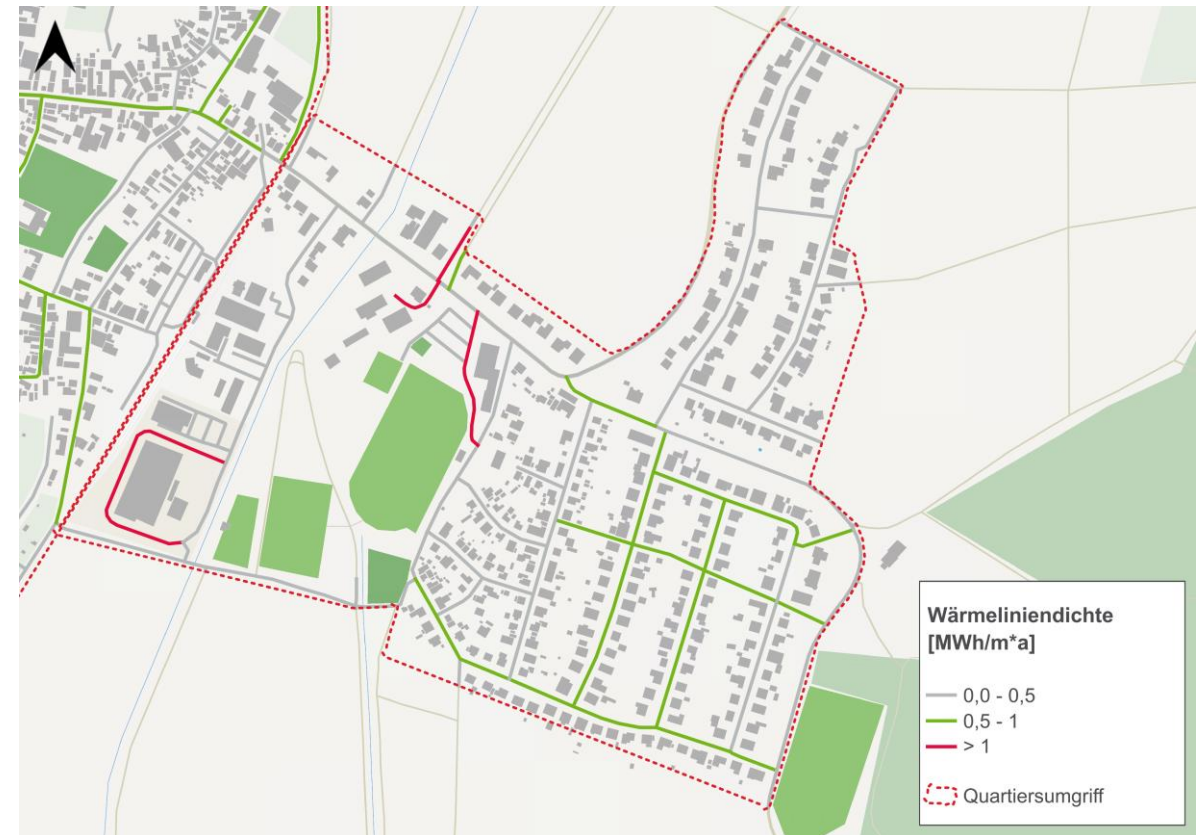 Wärmeliniendichte
[MWh/m*a]
0,0 - 0,5
0,5 - 1
> 1
Quartiersumgriff